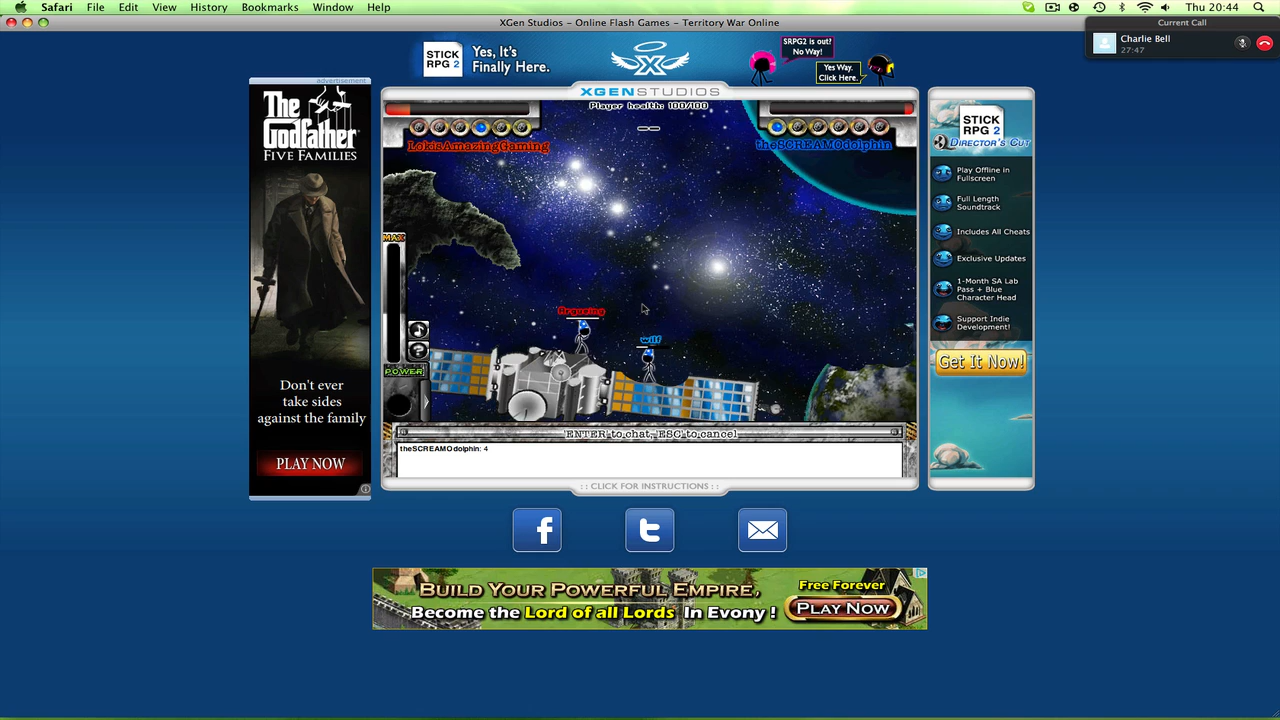 Safari File Edit View History Bookmarks Window Help
Thu 20:44
XGen Studios – Online Flash Games – Territory War Online
Current Call
Charlie Bell
27:47
STICK
RPG 2
Yes, It's
Finally Here.
X
SRPG2 is out?
No Way!
Yes Way.
Click Here.
advertisement
The
Godfather
FIVE FAMILIES
Don't ever
take sides
against the family
PLAY NOW
XGENSTUDIOS
Player health: 100/100
LokisAmazingGaming
theSCREAMOdolphin
--
MAX
POWER
Argueing
wilf
'ENTER' to chat, 'ESC' to cancel
theSCREAMOdolphin: 4
: : CLICK FOR INSTRUCTIONS : :
STICK
RPG 2
DIRECTOR'S CUT
Play Offline in
Fullscreen
Full Length
Soundtrack
Includes All Cheats
Exclusive Updates
1-Month SA Lab
Pass + Blue
Character Head
Support Indie
Development!
Get It Now!
f
t
BUILD YOUR POWERFUL EMPIRE,
Become the Lord of all Lords In Evony !
Free Forever
PLAY NOW